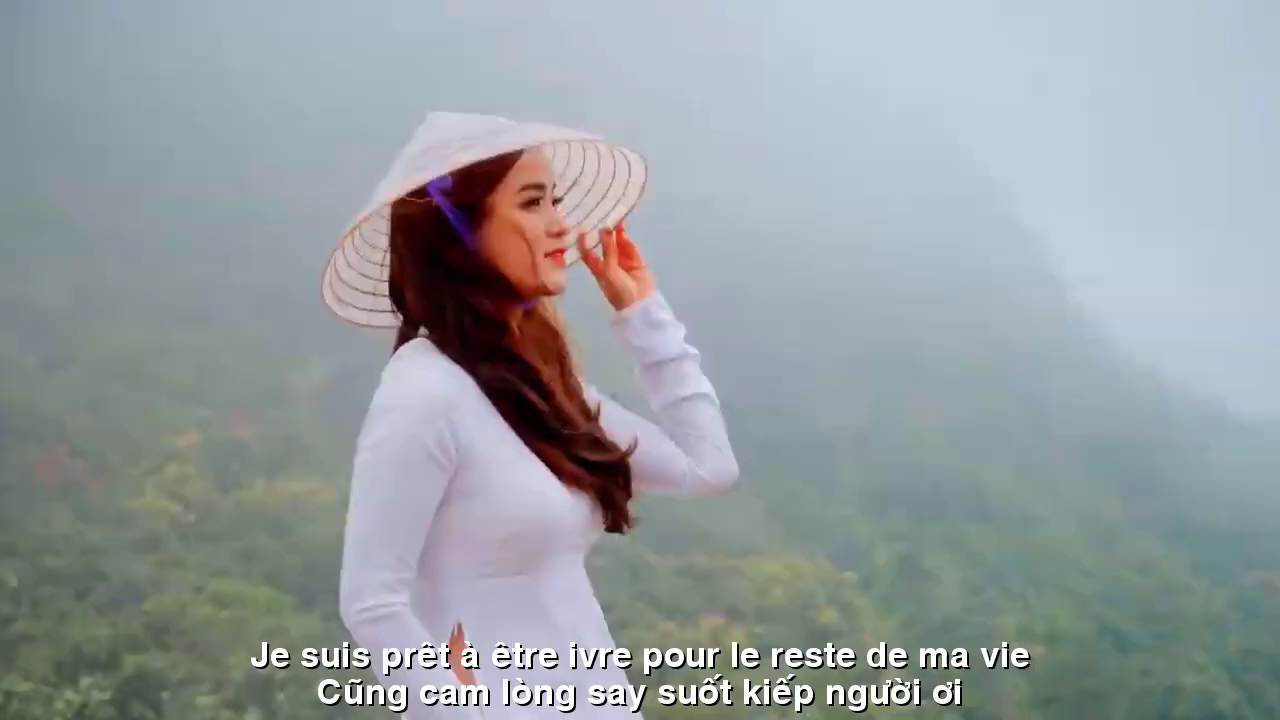 Je suis prêt à être ivre pour le reste de ma vie
Cũng cam lòng say suốt kiếp người ơi